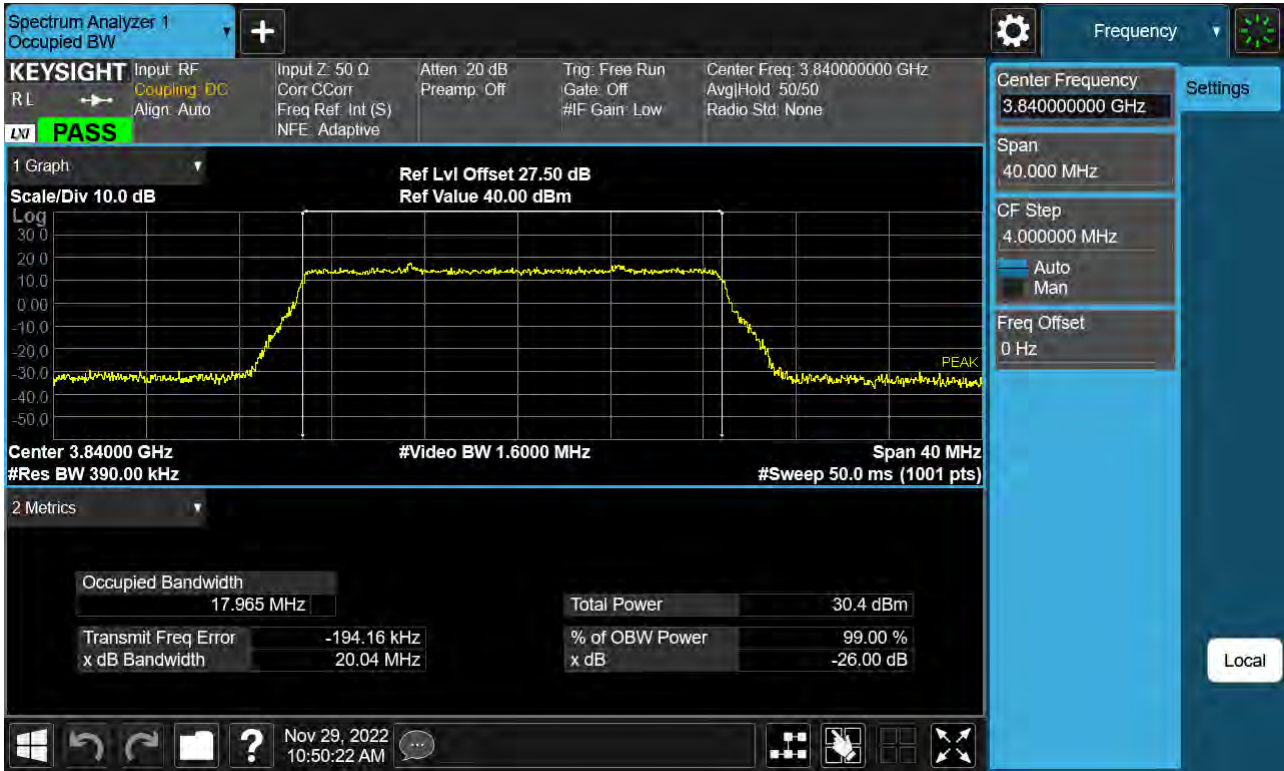 Spectrum Analyzer 1
Occupied BW
+
Frequency
KEYSIGHT
RL
LXI
PASS
Input: RF
Coupling: DC
Align: Auto
Input Z: 50 Ω
Corr CCorr
Freq Ref: Int (S)
NFE: Adaptive
Atten: 20 dB
Preamp: Off
Trig: Free Run
Gate: Off
#IF Gain: Low
Center Freq: 3.840000000 GHz
Avg|Hold: 50/50
Radio Std: None
Center Frequency
3.840000000 GHz
Settings
Span
40.000 MHz
CF Step
4.000000 MHz
Auto
Man
Freq Offset
0 Hz
Local
1 Graph
Scale/Div 10.0 dB
Ref Lvl Offset 27.50 dB
Ref Value 40.00 dBm
Log
30.0
20.0
10.0
0.00
-10.0
-20.0
-30.0
-40.0
-50.0
PEAK
Center 3.84000 GHz
#Video BW 1.6000 MHz
Span 40 MHz
#Res BW 390.00 kHz
#Sweep 50.0 ms (1001 pts)
2 Metrics
Occupied Bandwidth
17.965 MHz
Transmit Freq Error -194.16 kHz
x dB Bandwidth 20.04 MHz
Total Power 30.4 dBm
% of OBW Power 99.00 %
x dB -26.00 dB
?
Nov 29, 2022
10:50:22 AM